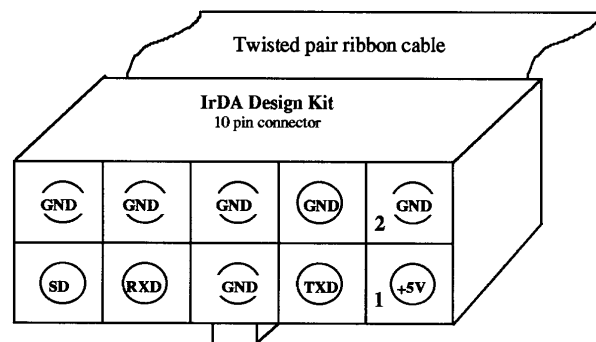 Twisted pair ribbon cable
IrDA Design Kit
10 pin connector
GND GND GND GND 2 GND
SD RXD GND TXD 1 +5V